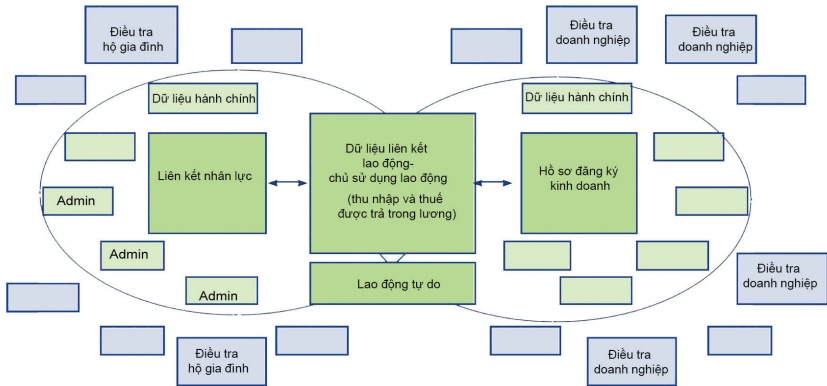 Điều tra
hộ gia đình
Điều tra
doanh nghiệp
Điều tra
doanh nghiệp
Dữ liệu hành chính
Dữ liệu hành chính
Liên kết nhân lực
Dữ liệu liên kết
lao động-
chủ sử dụng lao động
(thu nhập và thuế
được trả trong lương)
Hồ sơ đăng ký
kinh doanh
Admin
Admin
Admin
Lao động tự do
Điều tra
doanh nghiệp
Điều tra
hộ gia đình
Điều tra
doanh nghiệp